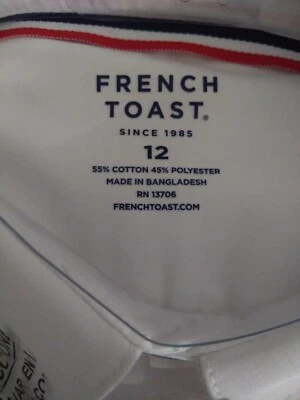 FRENCH
TOAST®
SINCE 1985
12
55% COTTON 45% POLYESTER
MADE IN BANGLADESH
RN 13706
FRENCHTOAST.COM